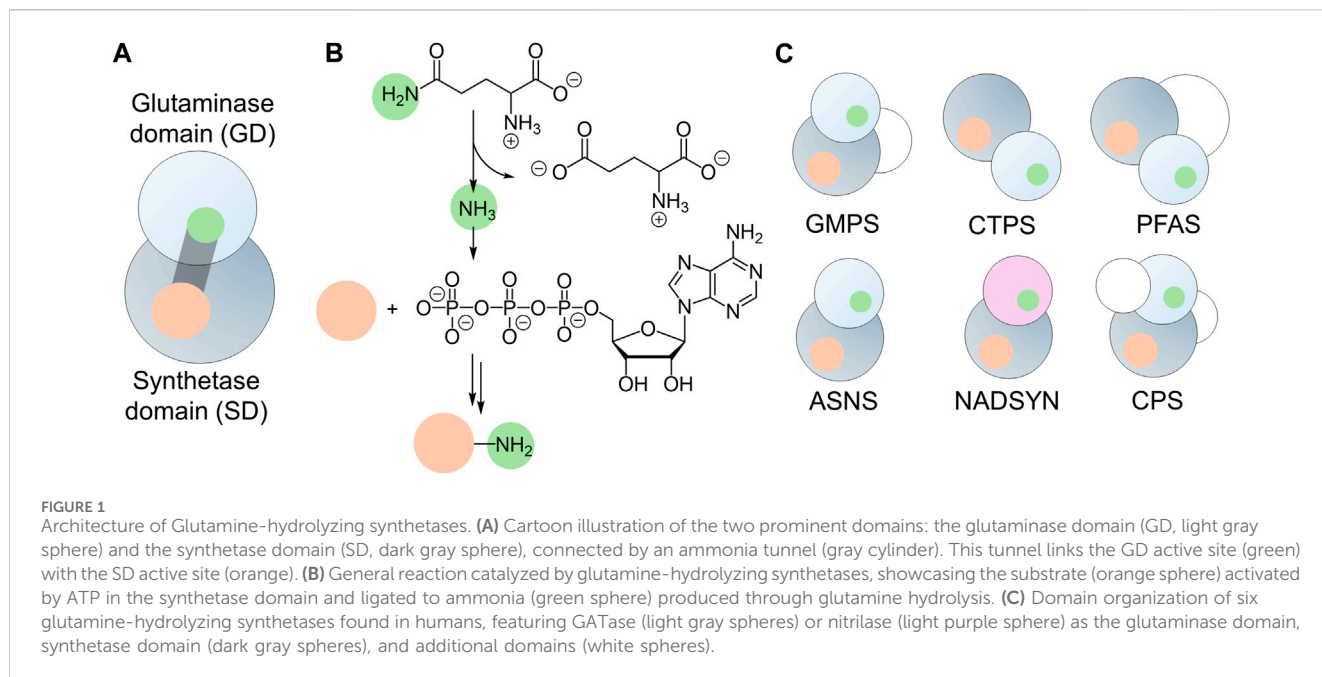 A
Glutaminase
domain (GD)
Synthetase
domain (SD)
B
O
O
H₂N
O
⊖
NH₃
⊕
O
O
⊖
O
O
⊖
NH₃
⊕
NH₃
NH₂
N
N
N
N
+
O O O
O-P-O-P-O-P-O
⊖ ⊖ ⊖
O O O
⊖
O
OH OH
NH₂
C
GMPS CTPS PFAS
ASNS NADSYN CPS
FIGURE 1
Architecture of Glutamine-hydrolyzing synthetases. (A) Cartoon illustration of the two prominent domains: the glutaminase domain (GD, light gray
sphere) and the synthetase domain (SD, dark gray sphere), connected by an ammonia tunnel (gray cylinder). This tunnel links the GD active site (green)
with the SD active site (orange). (B) General reaction catalyzed by glutamine-hydrolyzing synthetases, showcasing the substrate (orange sphere) activated
by ATP in the synthetase domain and ligated to ammonia (green sphere) produced through glutamine hydrolysis. (C) Domain organization of six
glutamine-hydrolyzing synthetases found in humans, featuring GATase (light gray spheres) or nitrilase (light purple sphere) as the glutaminase domain,
synthetase domain (dark gray spheres), and additional domains (white spheres).